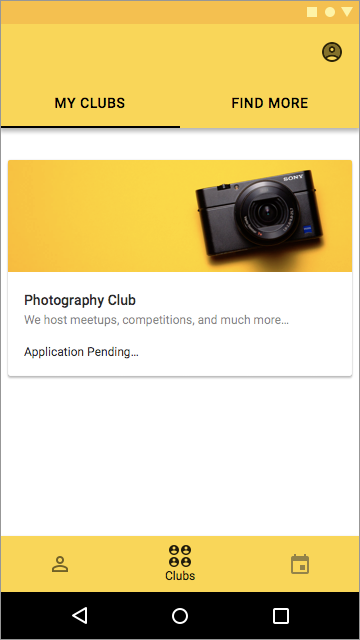 MY CLUBS
FIND MORE
SONY
Photography Club
We host meetups, competitions, and much more...
Application Pending...
Clubs